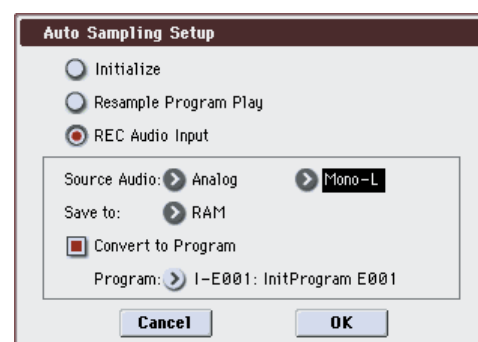 Auto Sampling Setup
Initialize
Resample Program Play
REC Audio Input
Source Audio: Analog Mono-L
Save to: RAM
Convert to Program
Program: I-E001: InitProgram E001
Cancel OK